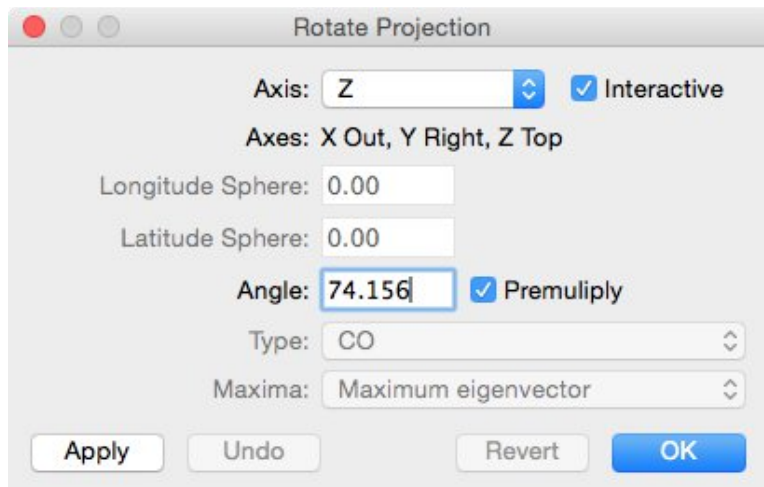 Rotate Projection
Axis: Z Interactive
Axes: X Out, Y Right, Z Top
Longitude Sphere: 0.00
Latitude Sphere: 0.00
Angle: 74.156 Premuliply
Type: CO
Maxima: Maximum eigenvector
Apply Undo Revert OK